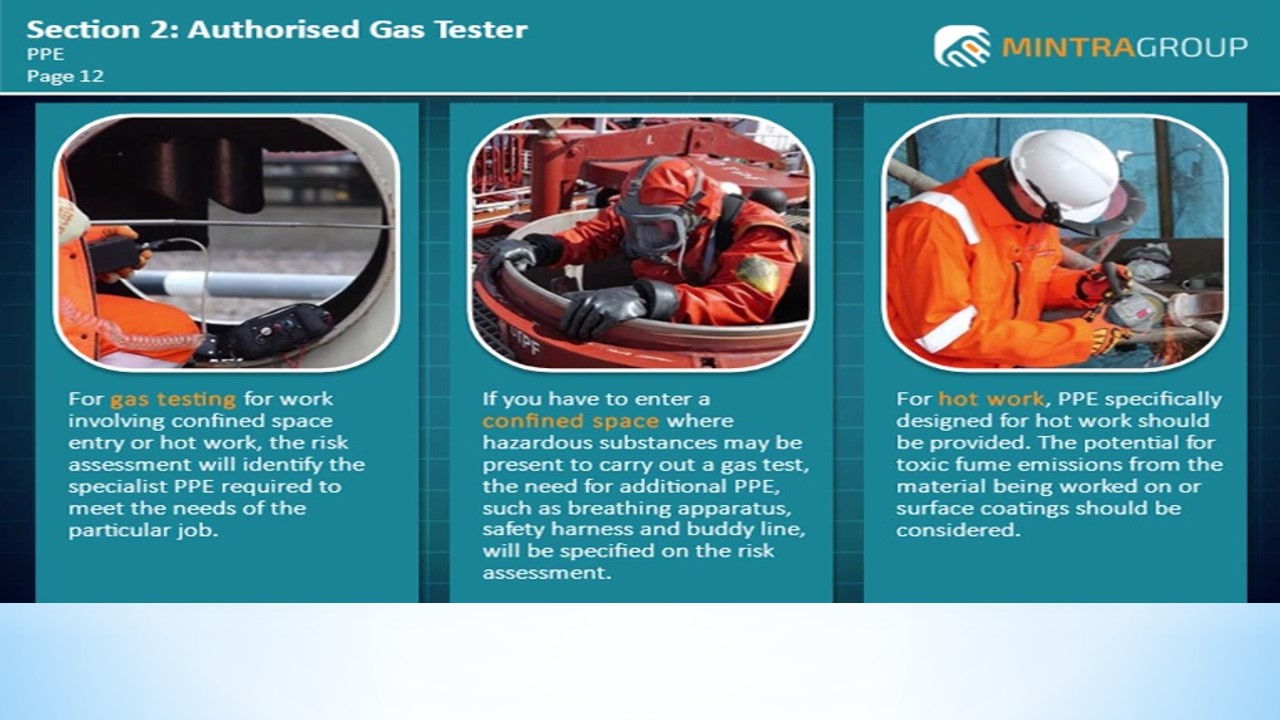 Section 2: Authorised Gas Tester
PPE
Page 12
MINTRAGROUP
For gas testing for work
involving confined space
entry or hot work, the risk
assessment will identify the
specialist PPE required to
meet the needs of the
particular job.
If you have to enter a
confined space where
hazardous substances may be
present to carry out a gas test,
the need for additional PPE,
such as breathing apparatus,
safety harness and buddy line,
will be specified on the risk
assessment.
For hot work, PPE specifically
designed for hot work should
be provided. The potential for
toxic fume emissions from the
material being worked on or
surface coatings should be
considered.